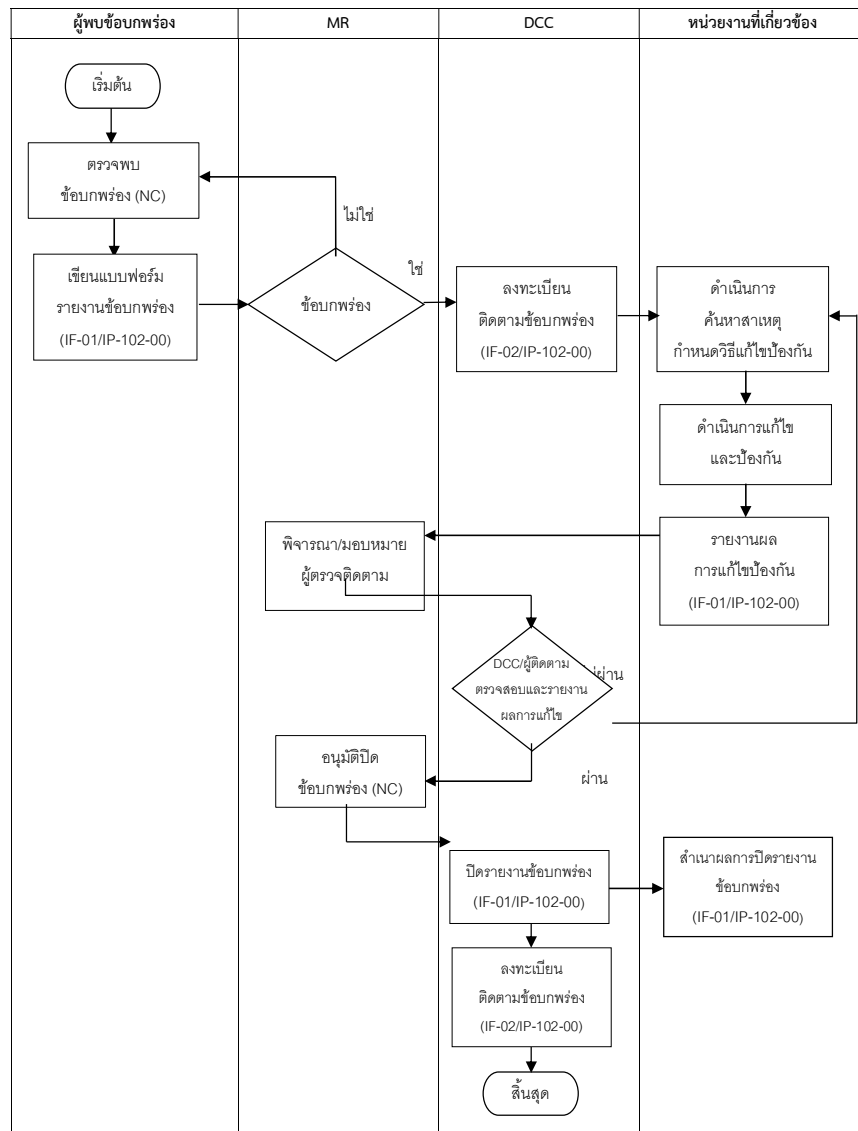 ผู้พบข้อบกพร่อง
MR
DCC
หน่วยงานที่เกี่ยวข้อง
เริ่มต้น
ตรวจพบ
ข้อบกพร่อง (NC)
ไม่ใช่
เขียนแบบฟอร์ม
รายงานข้อบกพร่อง
(IF-01/IP-102-00)
ข้อบกพร่อง
ใช่
ลงทะเบียน
ติดตามข้อบกพร่อง
(IF-02/IP-102-00)
ดำเนินการ
ค้นหาสาเหตุ
กำหนดวิธีแก้ไขป้องกัน
ดำเนินการแก้ไข
และป้องกัน
รายงานผล
การแก้ไขป้องกัน
(IF-01/IP-102-00)
พิจารณา/มอบหมาย
ผู้ตรวจติดตาม
DCC/ผู้ติดตาม
ตรวจสอบและรายงาน
ผลการแก้ไข
ผ่าน
อนุมัติปิด
ข้อบกพร่อง (NC)
ผ่าน
ปิดรายงานข้อบกพร่อง
(IF-01/IP-102-00)
สำเนาผลการปิดรายงาน
ข้อบกพร่อง
(IF-01/IP-102-00)
ลงทะเบียน
ติดตามข้อบกพร่อง
(IF-02/IP-102-00)
สิ้นสุด